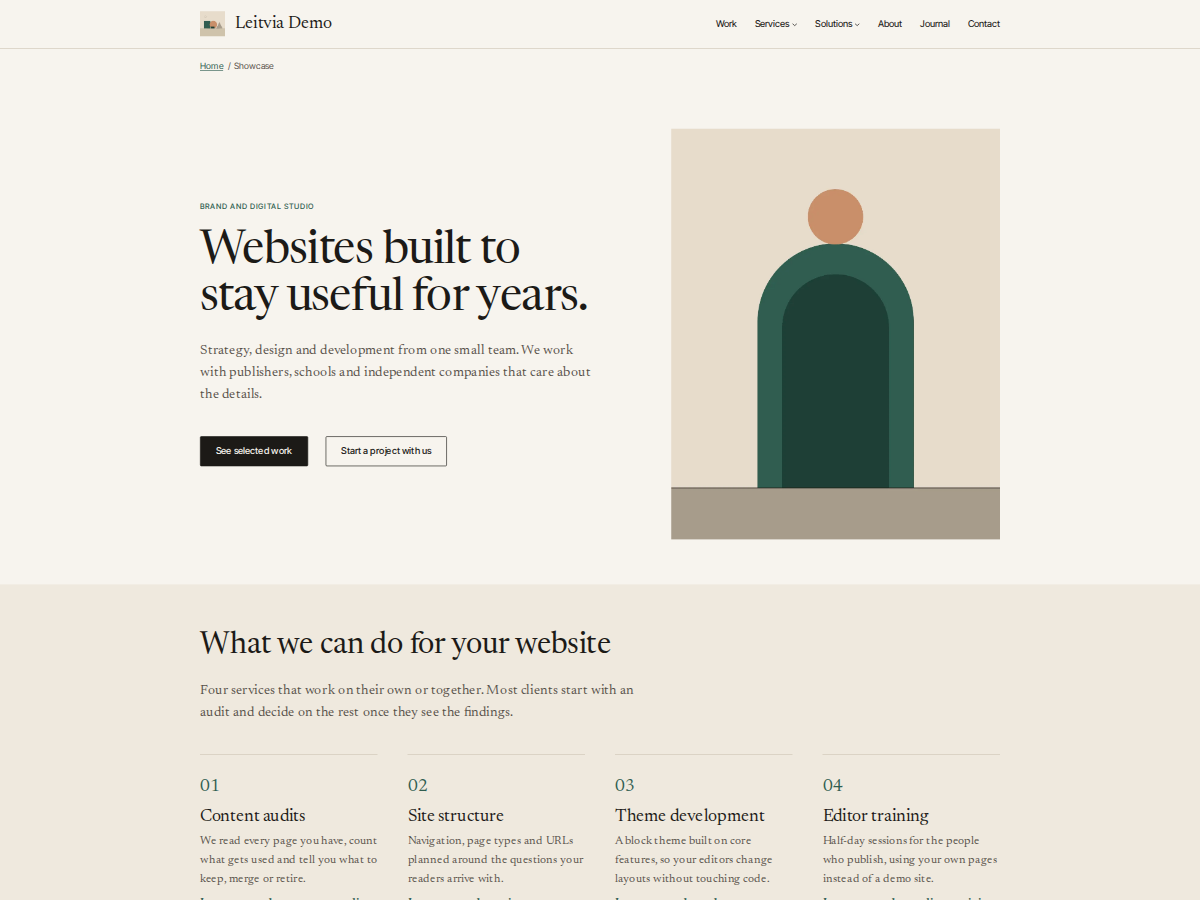 Leitvia Demo
Work Services Solutions About Journal Contact
Home / Showcase
BRAND AND DIGITAL STUDIO
Websites built to
stay useful for years.
Strategy, design and development from one small team. We work
with publishers, schools and independent companies that care about
the details.
See selected work Start a project with us
What we can do for your website
Four services that work on their own or together. Most clients start with an
audit and decide on the rest once they see the findings.
01
Content audits
We read every page you have, count
what gets used and tell you what to
keep, merge or retire.
02
Site structure
Navigation, page types and URLs
planned around the questions your
readers arrive with.
03
Theme development
A block theme built on core
features, so your editors change
layouts without touching code.
04
Editor training
Half-day sessions for the people
who publish, using your own pages
instead of a demo site.